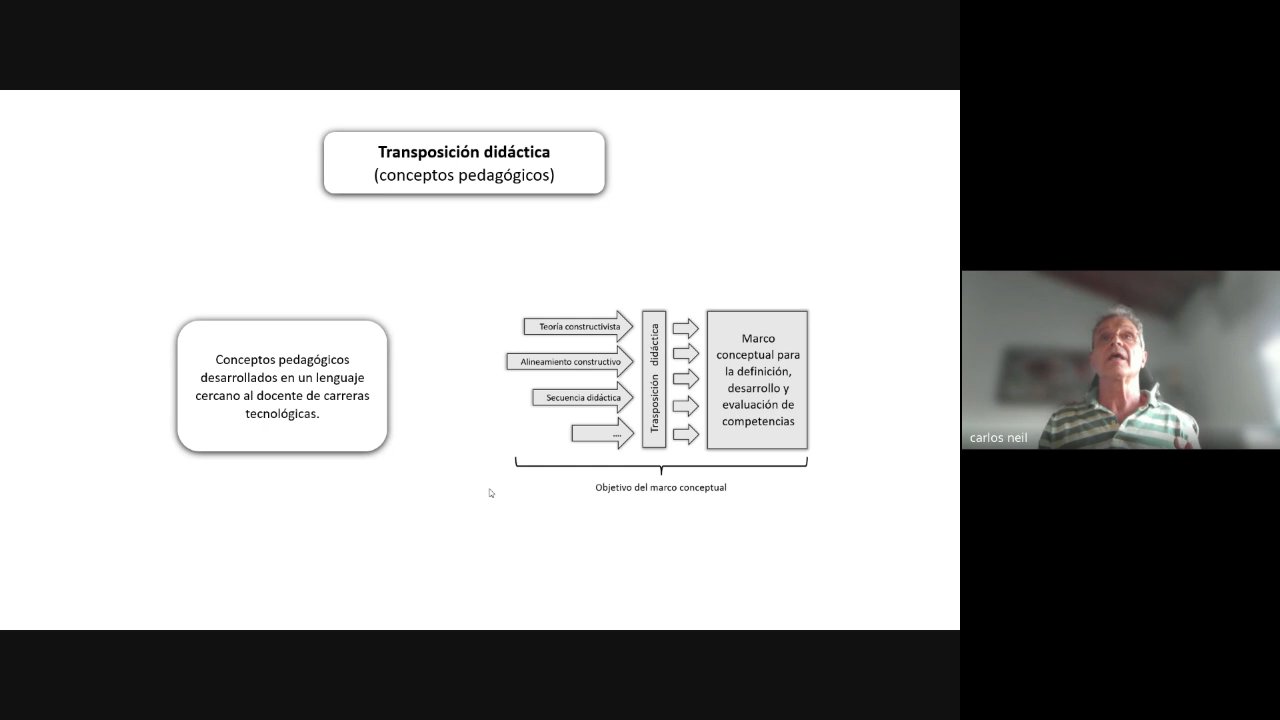 Transposición didáctica
(conceptos pedagógicos)
Conceptos pedagógicos
desarrollados en un lenguaje
cercano al docente de carreras
tecnológicas.
Teoría constructivista
Alineamiento constructivo
Secuencia didáctica
....
Trasposición didáctica
Marco
conceptual para
la definición,
desarrollo y
evaluación de
competencias
Objetivo del marco conceptual
carlos neil